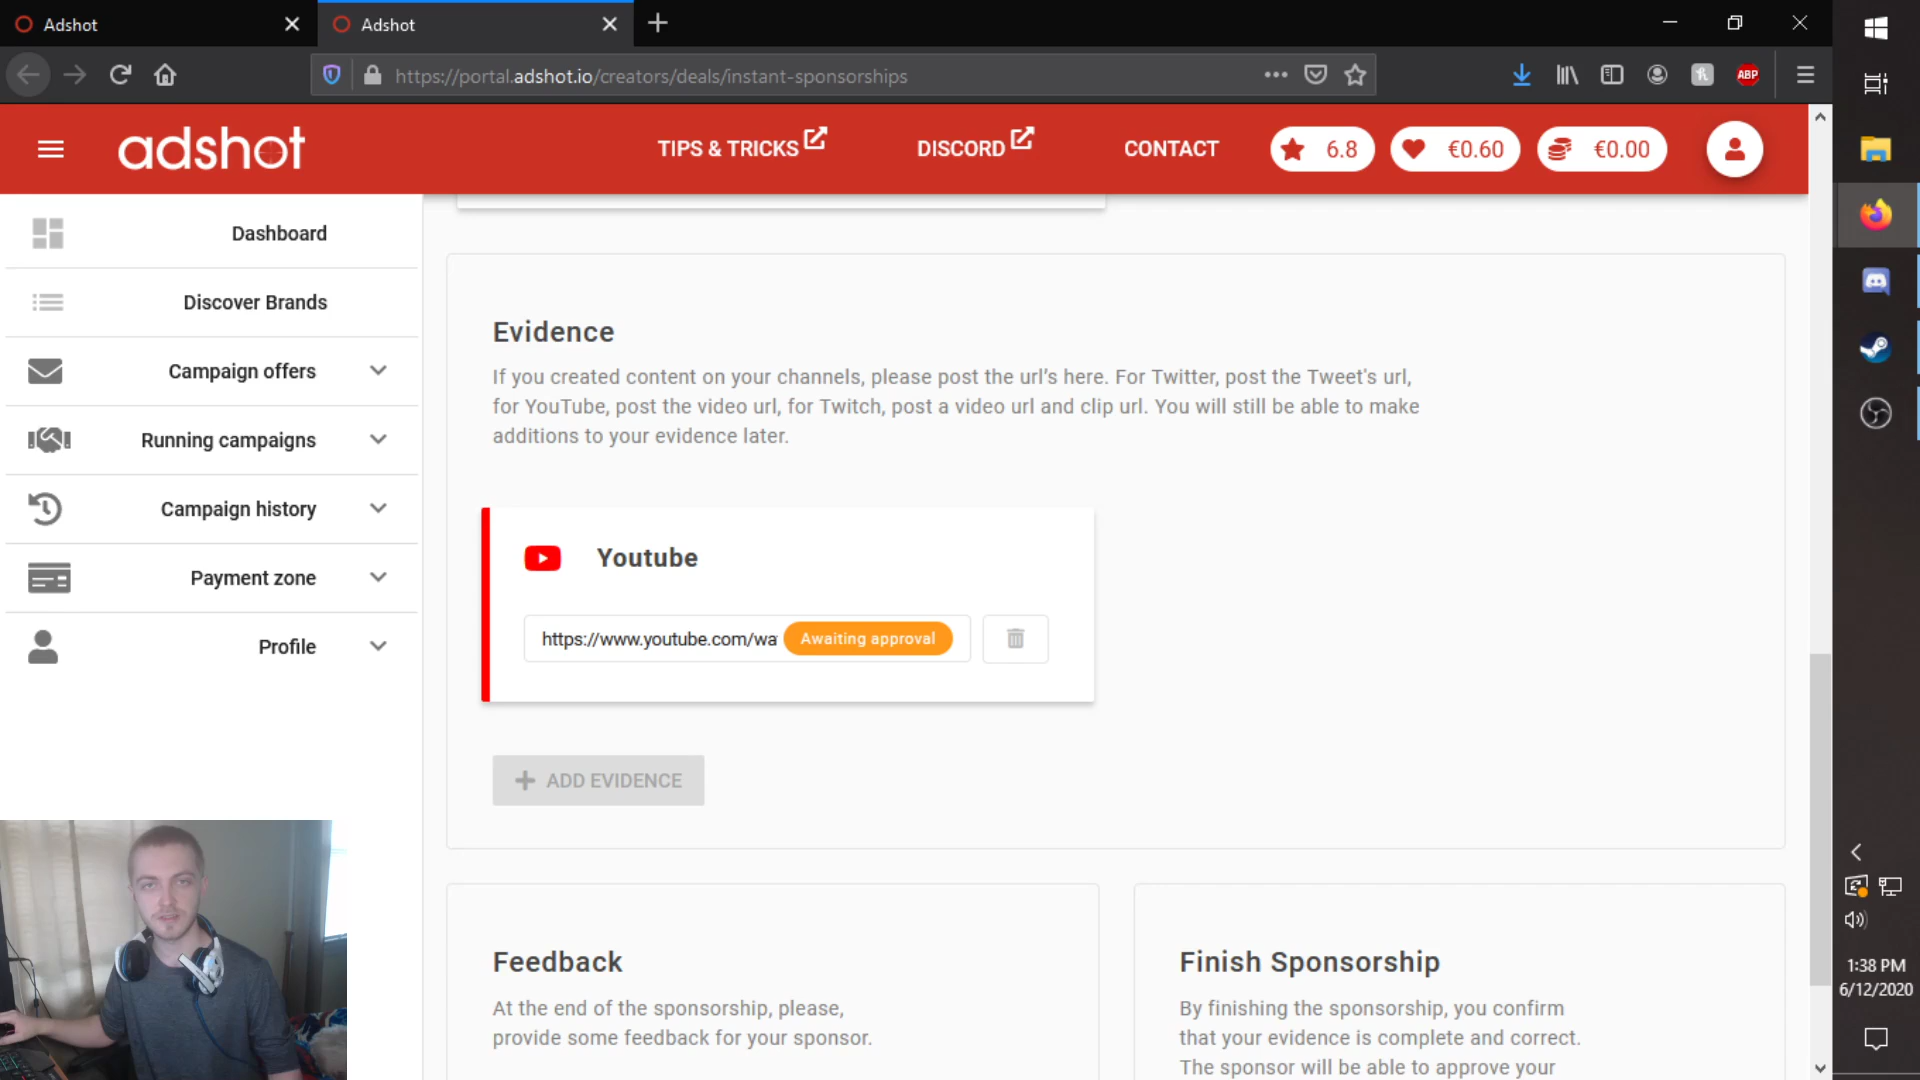 Adshot
Adshot
https://portal.adshot.io/creators/deals/instant-sponsorships
ABP
adshot
TIPS & TRICKS
DISCORD
CONTACT
6.8
€0.60
€0.00
Dashboard
Discover Brands
Campaign offers
Running campaigns
Campaign history
Payment zone
Profile
Evidence
If you created content on your channels, please post the url's here. For Twitter, post the Tweet's url,
for YouTube, post the video url, for Twitch, post a video url and clip url. You will still be able to make
additions to your evidence later.
Youtube
https://www.youtube.com/wa
Awaiting approval
ADD EVIDENCE
Feedback
At the end of the sponsorship, please,
provide some feedback for your sponsor.
Finish Sponsorship
By finishing the sponsorship, you confirm
that your evidence is complete and correct.
The sponsor will be able to approve your
1:38 PM
6/12/2020